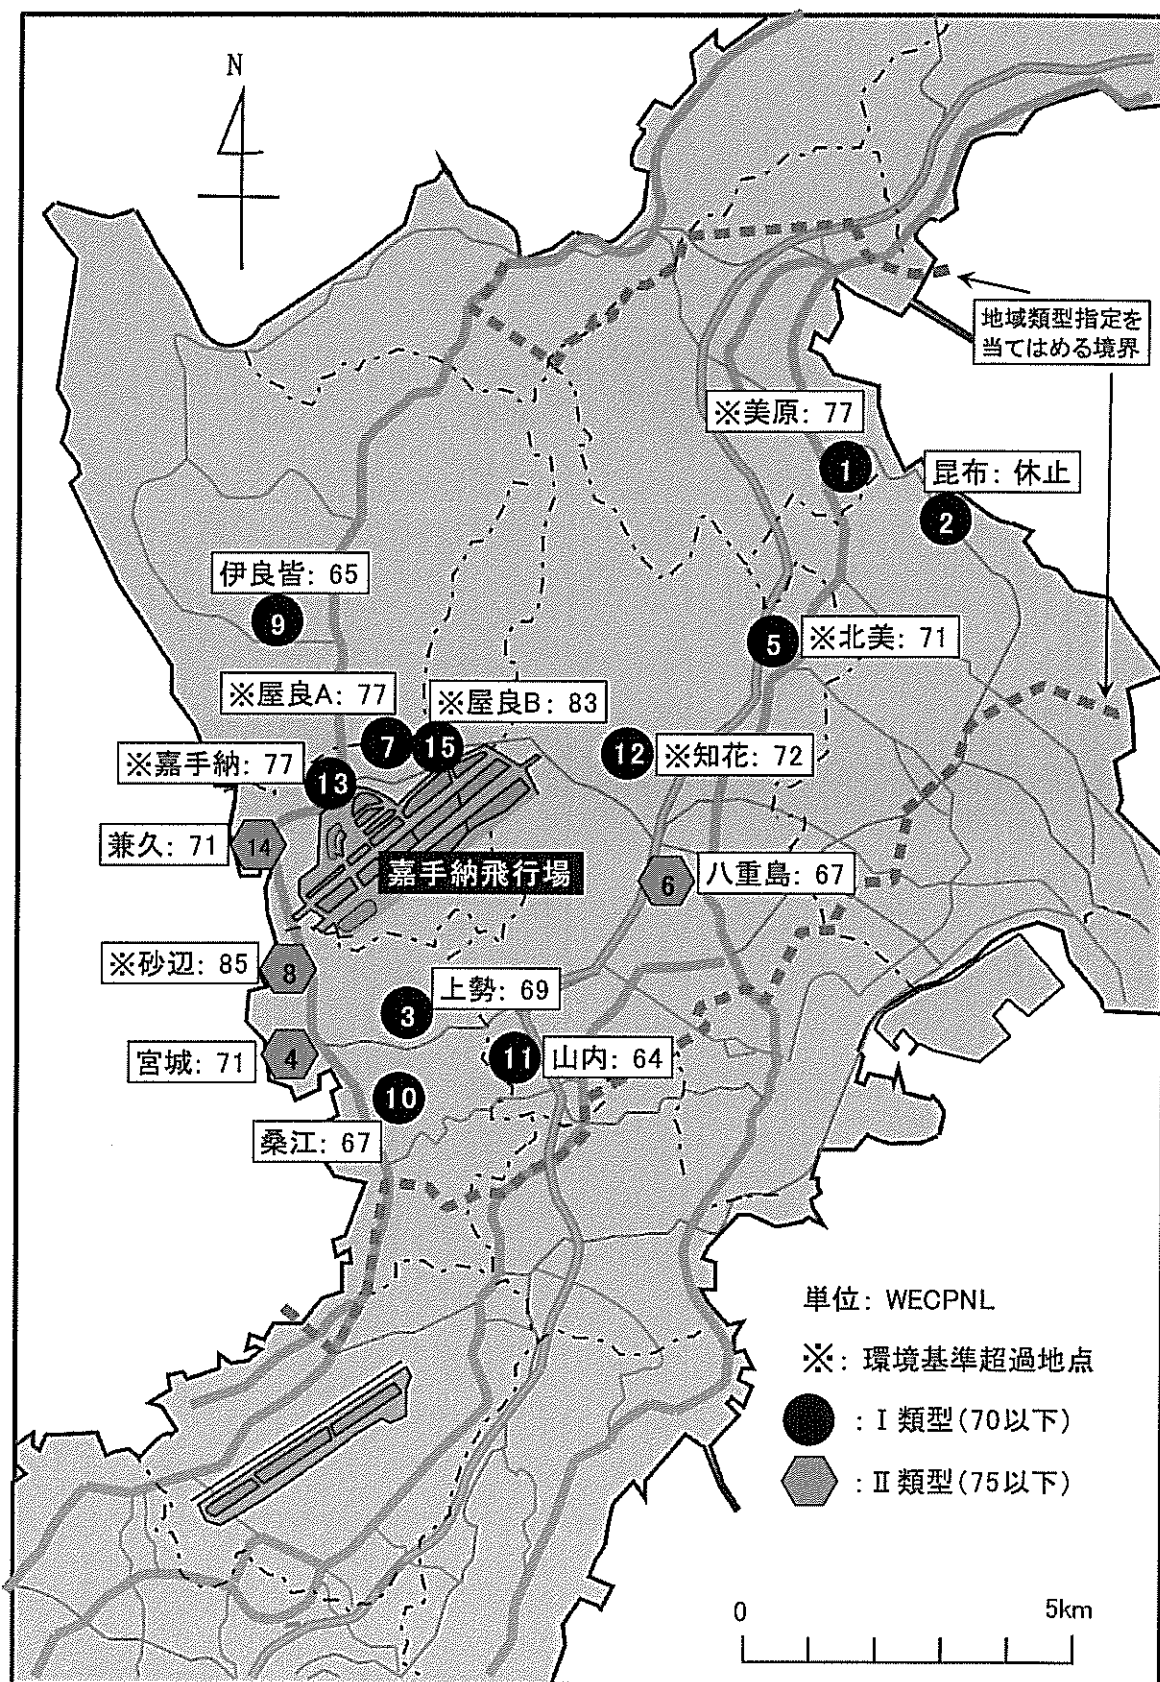 N
地域類型指定を
当てはめる境界
※美原: 77
1
昆布: 休止
2
伊良皆: 65
9
5
※北美: 71
※屋良A: 77
※屋良B: 83
7
15
12
※知花: 72
※嘉手納: 77
13
兼久: 71
14
嘉手納飛行場
6
八重島: 67
※砂辺: 85
8
上勢: 69
3
宮城: 71
4
11
山内: 64
10
桑江: 67
単位: WECPNL
※: 環境基準超過地点
: Ⅰ類型(70以下)
: Ⅱ類型(75以下)
0
5km